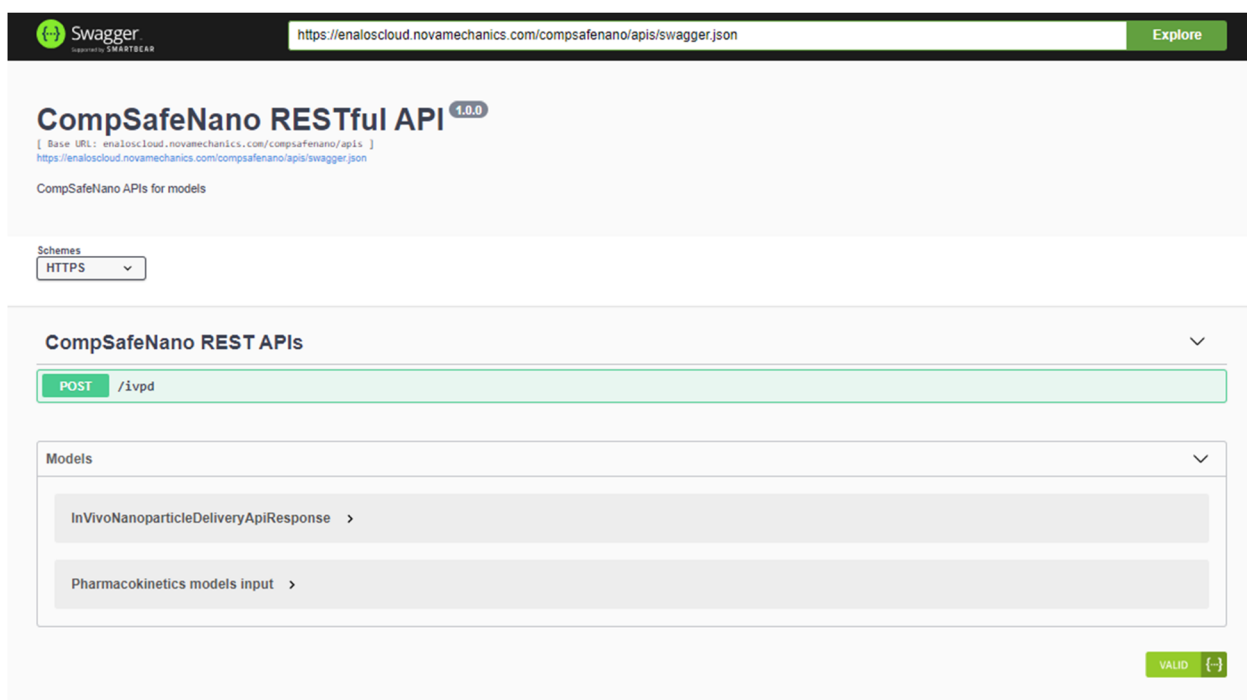 Swagger.
Supported by SMARTBEAR
https://enaloscloud.novamechanics.com/compsafenano/apis/swagger.json
Explore
CompSafeNano RESTful API 1.0.0
[ Base URL: enaloscloud.novamechanics.com/compsafenano/apis ]
https://enaloscloud.novamechanics.com/compsafenano/apis/swagger.json
CompSafeNano APIs for models
Schemes
HTTPS
CompSafeNano REST APIs
POST /ivpd
Models
InVivoNanoparticleDeliveryApiResponse
Pharmacokinetics models input
VALID {···}